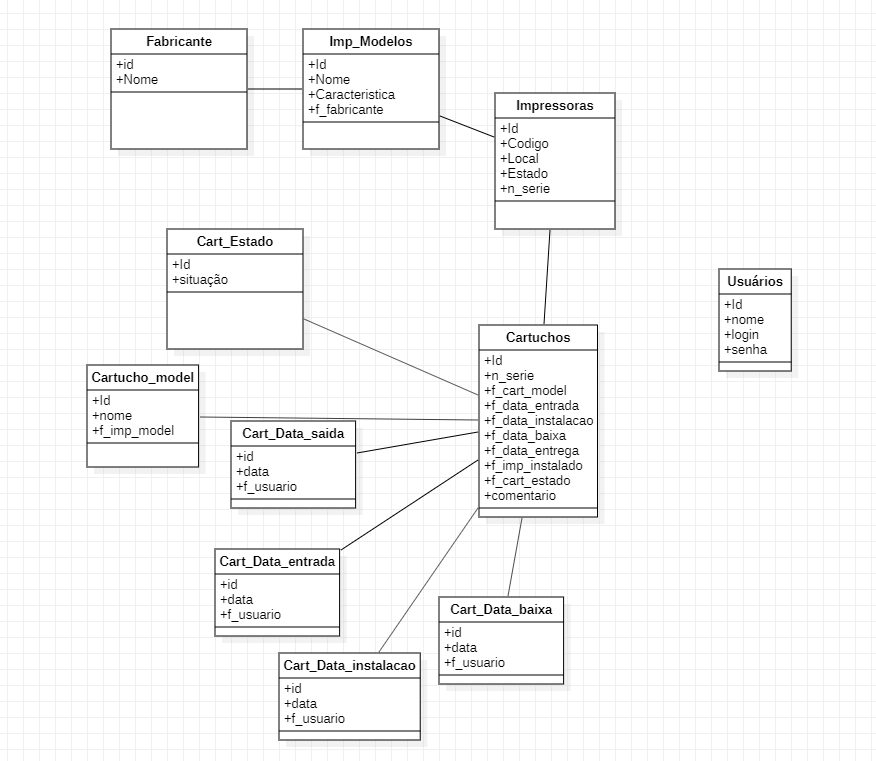 Fabricante
+id
+Nome
Imp_Modelos
+Id
+Nome
+Caracteristica
+f_fabricante
Impressoras
+Id
+Codigo
+Local
+Estado
+n_serie
Cart_Estado
+Id
+situação
Usuários
+Id
+nome
+login
+senha
Cartuchos
+Id
+n_serie
+f_cart_model
+f_data_entrada
+f_data_instalacao
+f_data_baixa
+f_data_entrega
+f_imp_instalado
+f_cart_estado
+comentario
Cartucho_model
+Id
+nome
+f_imp_model
Cart_Data_saida
+id
+data
+f_usuario
Cart_Data_entrada
+id
+data
+f_usuario
Cart_Data_baixa
+id
+data
+f_usuario
Cart_Data_instalacao
+id
+data
+f_usuario